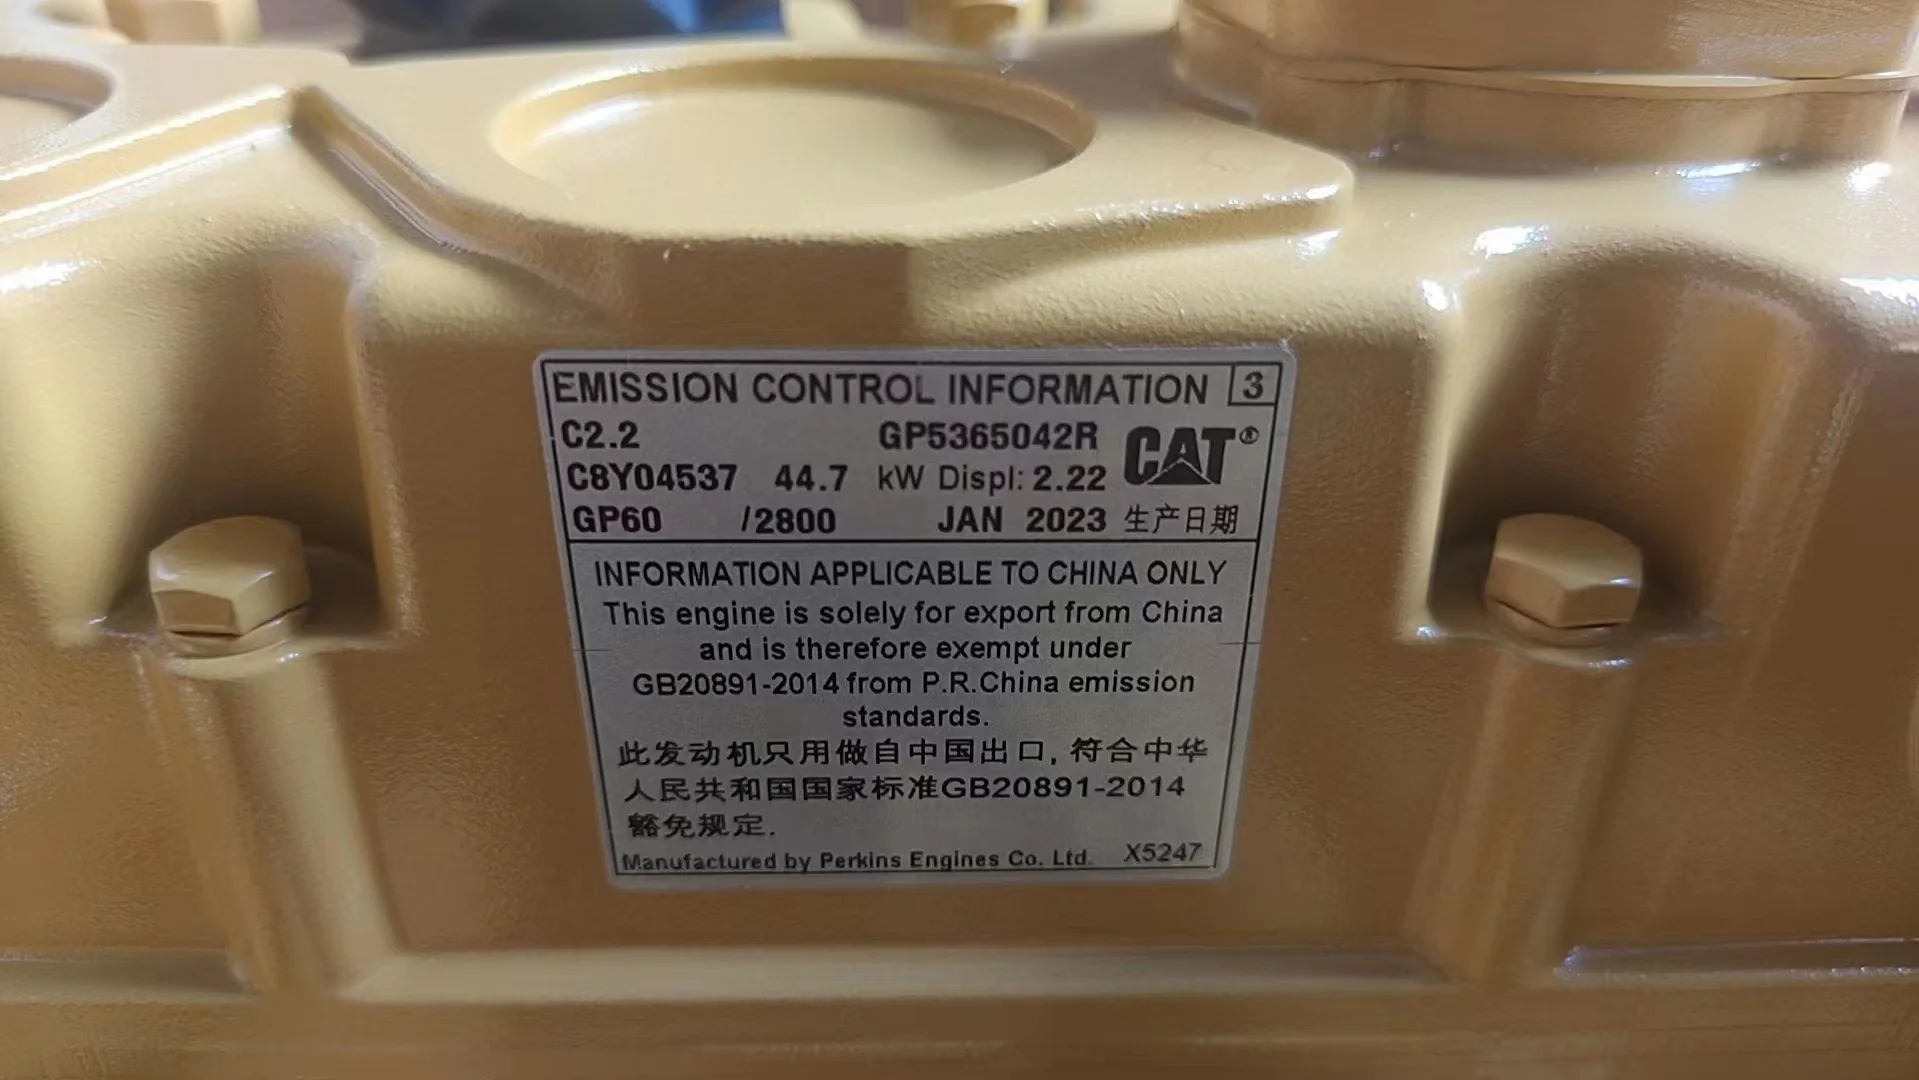 EMISSION CONTROL INFORMATION 3
C2.2 GP5365042R CAT®
C8Y04537 44.7 kW Displ: 2.22
GP60 /2800 JAN 2023 生产日期
INFORMATION APPLICABLE TO CHINA ONLY
This engine is solely for export from China
and is therefore exempt under
GB20891-2014 from P.R.China emission
standards.
此发动机只用做自中国出口, 符合中华
人民共和国国家标准GB20891-2014
豁免规定.
Manufactured by Perkins Engines Co. Ltd. X5247